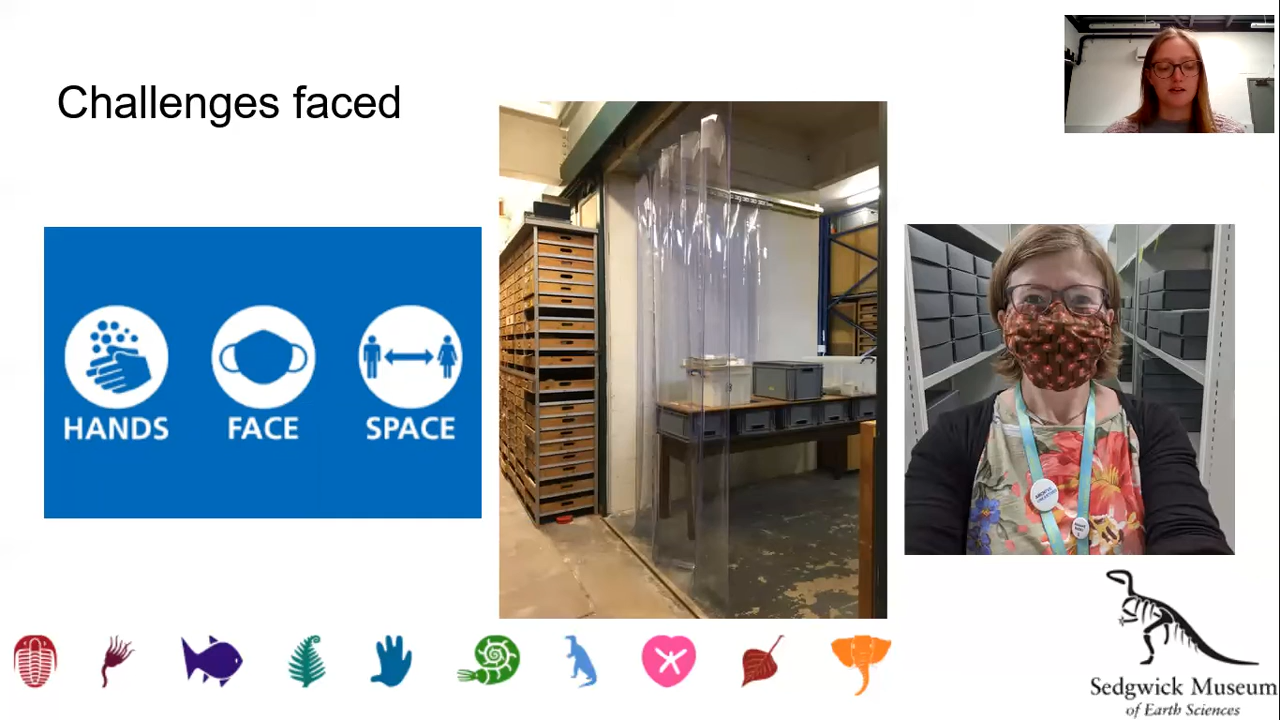 Challenges faced
HANDS FACE SPACE
Sedgwick Museum
of Earth Sciences